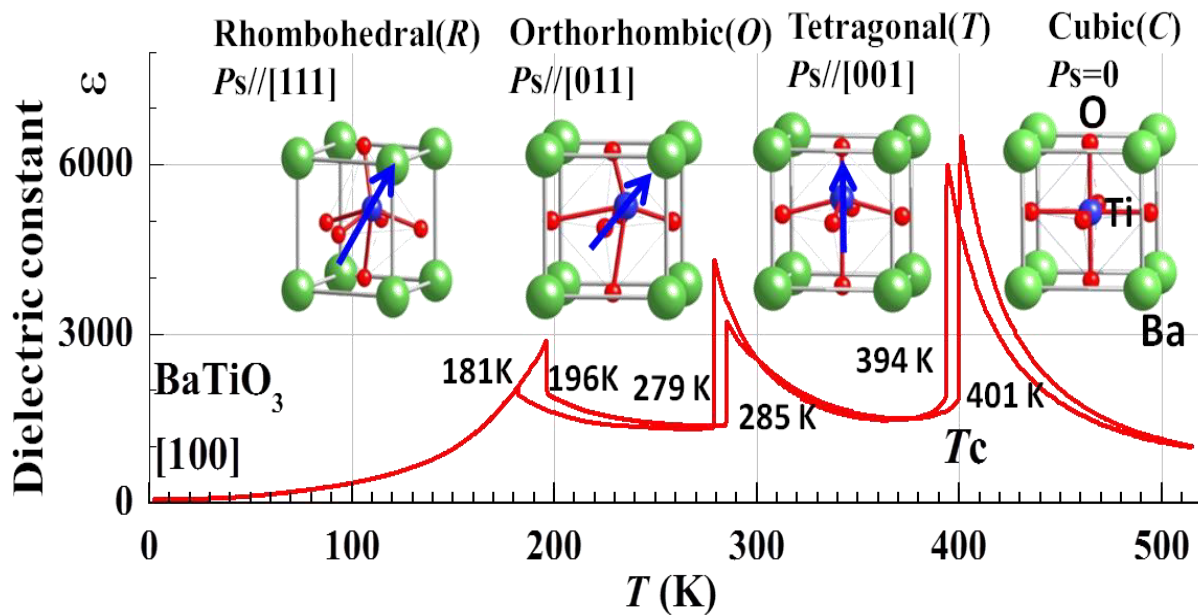 Rhombohedral(R)
Ps//[111]
Orthorhombic(O)
Ps//[011]
Tetragonal(T)
Ps//[001]
Cubic(C)
Ps=0
O
Ti
Ba
Dielectric constant ε
6000
3000
0
BaTiO₃
[100]
181K
196K
279 K
285 K
394 K
401 K
Tc
0
100
200
300
400
500
T (K)